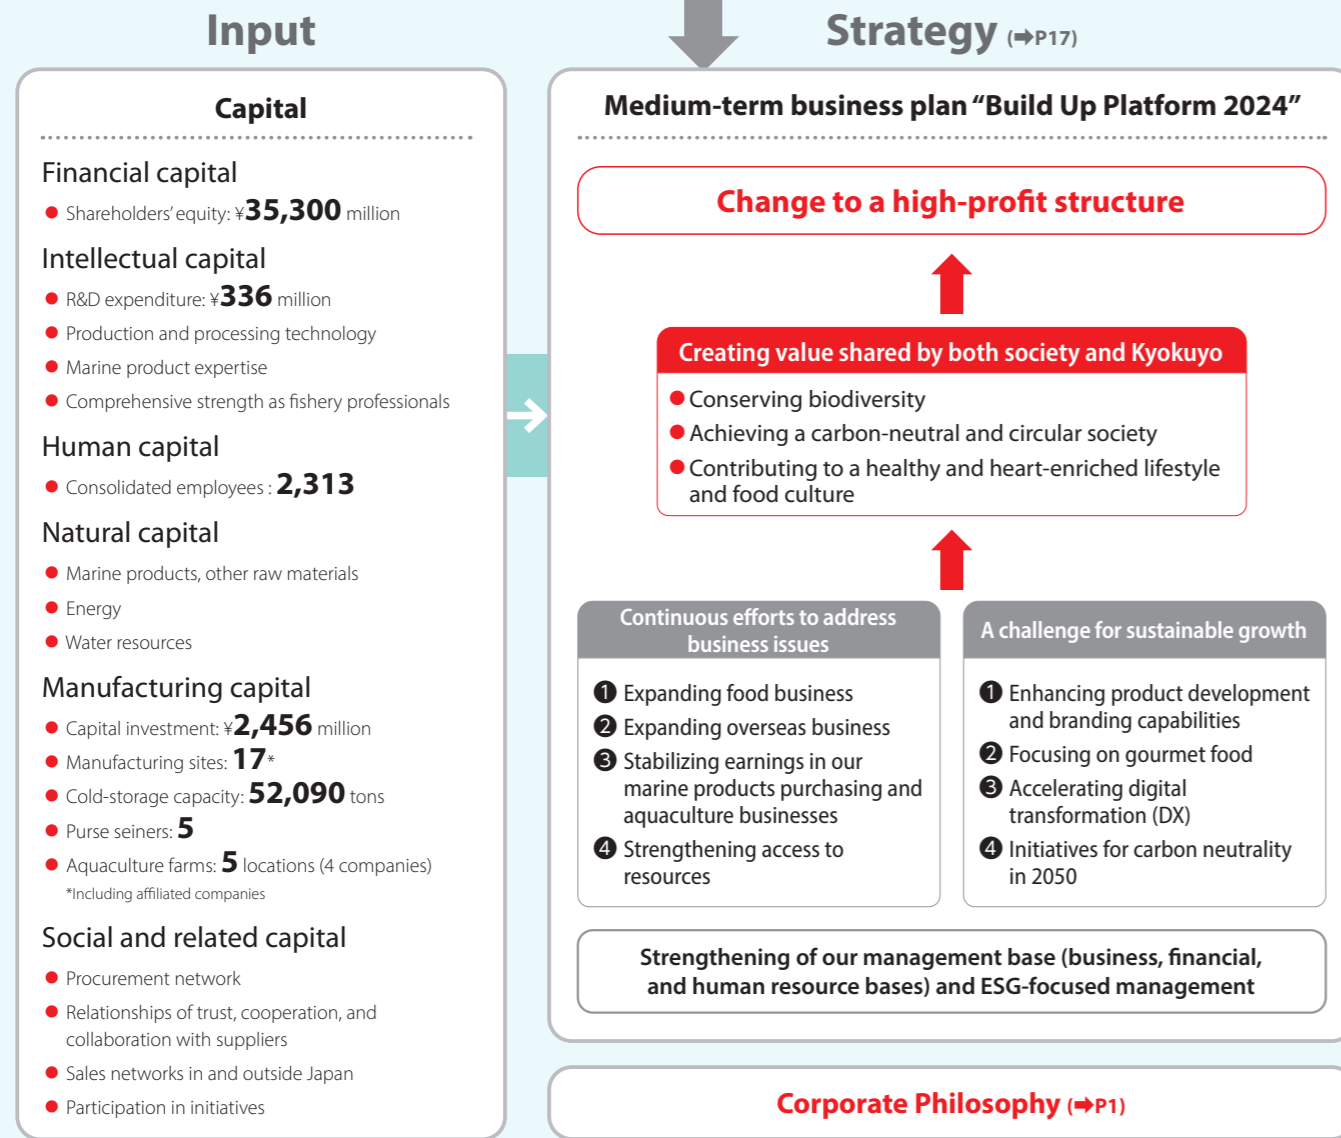 Input
Capital
Financial capital
● Shareholders' equity: ¥35,300 million
Intellectual capital
● R&D expenditure: ¥336 million
● Production and processing technology
● Marine product expertise
● Comprehensive strength as fishery professionals
Human capital
● Consolidated employees : 2,313
Natural capital
● Marine products, other raw materials
● Energy
● Water resources
Manufacturing capital
● Capital investment: ¥2,456 million
● Manufacturing sites: 17*
● Cold-storage capacity: 52,090 tons
● Purse seiners: 5
● Aquaculture farms: 5 locations (4 companies)
*Including affiliated companies
Social and related capital
● Procurement network
● Relationships of trust, cooperation, and
collaboration with suppliers
● Sales networks in and outside Japan
● Participation in initiatives
Strategy (➡P17)
Medium-term business plan “Build Up Platform 2024”
Change to a high-profit structure
Creating value shared by both society and Kyokuyo
● Conserving biodiversity
● Achieving a carbon-neutral and circular society
● Contributing to a healthy and heart-enriched lifestyle
and food culture
Continuous efforts to address
business issues
❶ Expanding food business
❷ Expanding overseas business
❸ Stabilizing earnings in our
marine products purchasing and
aquaculture businesses
❹ Strengthening access to
resources
A challenge for sustainable growth
❶ Enhancing product development
and branding capabilities
❷ Focusing on gourmet food
❸ Accelerating digital
transformation (DX)
❹ Initiatives for carbon neutrality
in 2050
Strengthening of our management base (business, financial,
and human resource bases) and ESG-focused management
Corporate Philosophy (➡P1)